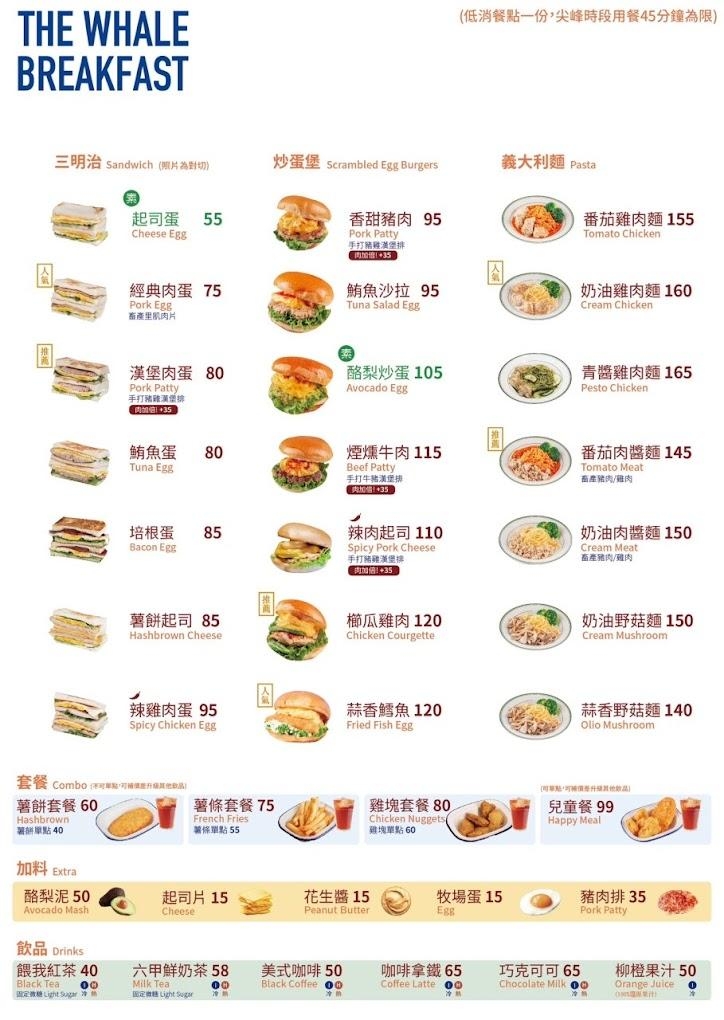 THE WHALE
BREAKFAST
(低消餐點一份，尖峰時段用餐45分鐘為限)
三明治 Sandwich (照片為對切)
素
起司蛋 55
Cheese Egg
人氣
經典肉蛋 75
Pork Egg
畜產里肌肉片
推薦
漢堡肉蛋 80
Pork Patty
手打豬雞漢堡排
肉加倍! +35
鮪魚蛋 80
Tuna Egg
培根蛋 85
Bacon Egg
薯餅起司 85
Hashbrown Cheese
辣雞肉蛋 95
Spicy Chicken Egg
炒蛋堡 Scrambled Egg Burgers
香甜豬肉 95
Pork Patty
手打豬雞漢堡排
肉加倍! +35
鮪魚沙拉 95
Tuna Salad Egg
素
酪梨炒蛋 105
Avocado Egg
煙燻牛肉 115
Beef Patty
手打牛豬漢堡排
肉加倍! +35
辣肉起司 110
Spicy Pork Cheese
手打豬雞漢堡排
肉加倍! +35
推薦
櫛瓜雞肉 120
Chicken Courgette
人氣
蒜香鱈魚 120
Fried Fish Egg
義大利麵 Pasta
番茄雞肉麵 155
Tomato Chicken
人氣
奶油雞肉麵 160
Cream Chicken
青醬雞肉麵 165
Pesto Chicken
推薦
番茄肉醬麵 145
Tomato Meat
畜產豬肉/雞肉
奶油肉醬麵 150
Cream Meat
畜產豬肉/雞肉
奶油野菇麵 150
Cream Mushroom
蒜香野菇麵 140
Olio Mushroom
套餐 Combo (不可單點，可補價差升級其他飲品)
薯餅套餐 60
Hashbrown
薯餅單點 40
薯條套餐 75
French Fries
薯條單點 55
雞塊套餐 80
Chicken Nuggets
雞塊單點 60
(可單點，可補價差升級其他飲品)
兒童餐 99
Happy Meal
加料 Extra
酪梨泥 50
Avocado Mash
起司片 15
Cheese
花生醬 15
Peanut Butter
牧場蛋 15
Egg
豬肉排 35
Pork Patty
飲品 Drinks
餵我紅茶 40
Black Tea
固定微糖 Light Sugar
I H
冷 熱
六甲鮮奶茶 58
Milk Tea
固定微糖 Light Sugar
I H
冷 熱
美式咖啡 50
Black Coffee
I H
冷 熱
咖啡拿鐵 65
Coffee Latte
I H
冷 熱
巧克可可 65
Chocolate Milk
I H
冷 熱
柳橙果汁 50
Orange Juice
I
冷